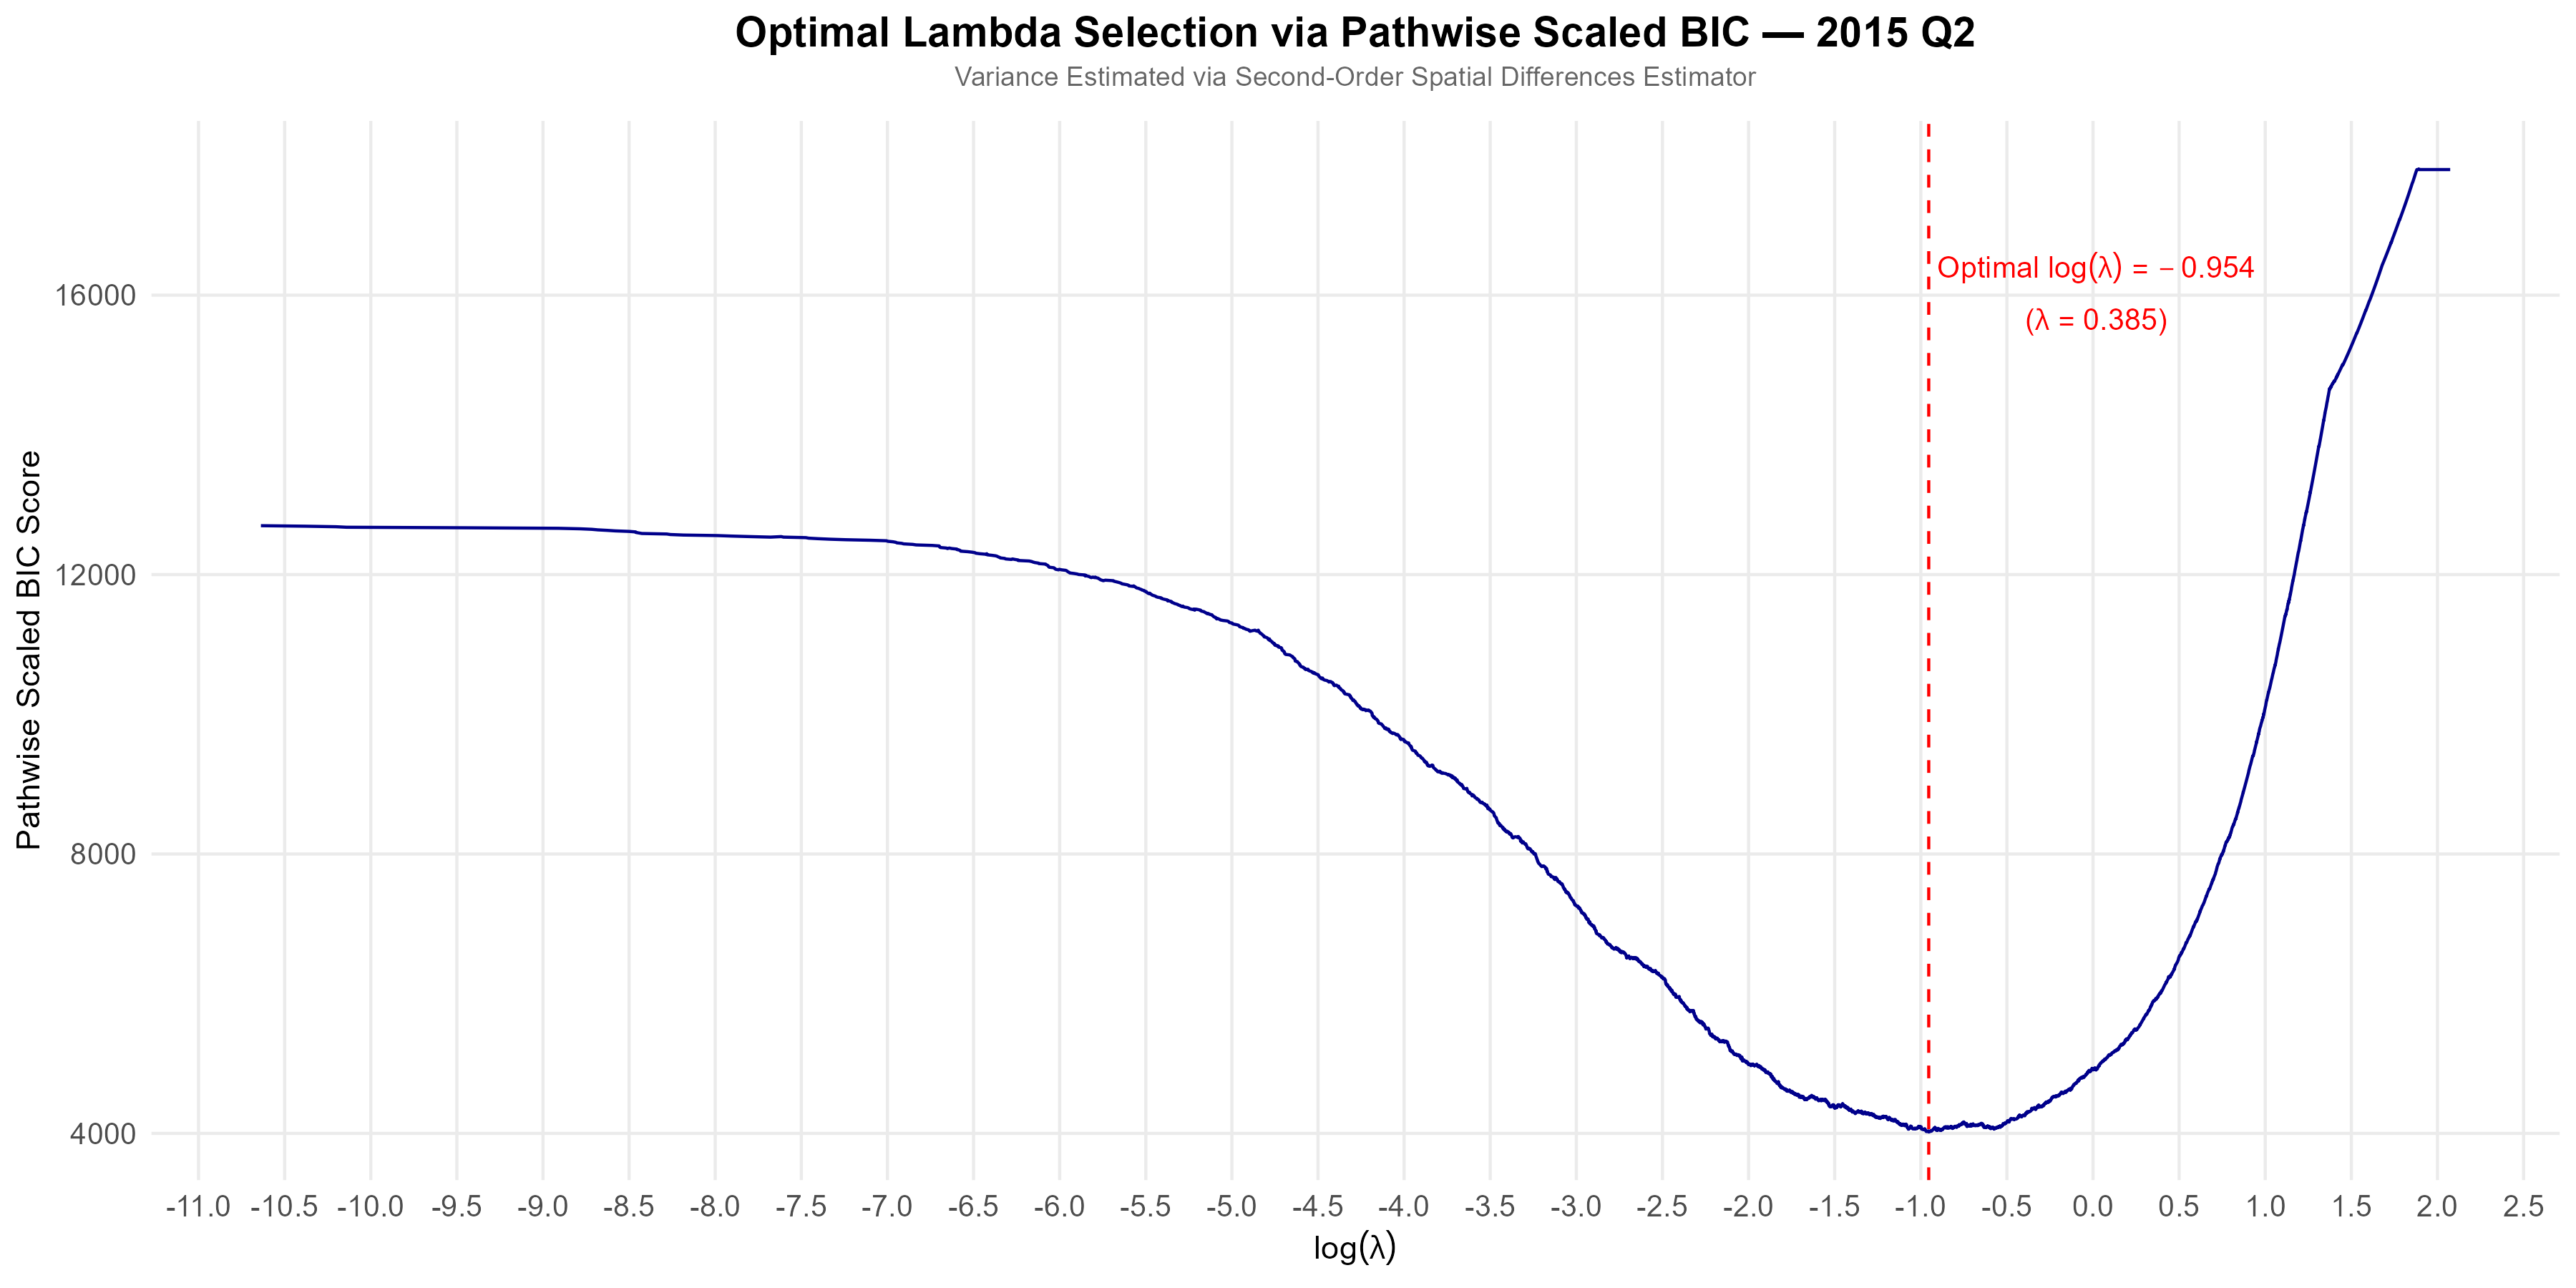 Optimal Lambda Selection via Pathwise Scaled BIC — 2015 Q2
Variance Estimated via Second-Order Spatial Differences Estimator
Optimal log(λ) = − 0.954
(λ = 0.385)
Pathwise Scaled BIC Score
16000
12000
8000
4000
-11.0 -10.5 -10.0 -9.5 -9.0 -8.5 -8.0 -7.5 -7.0 -6.5 -6.0 -5.5 -5.0 -4.5 -4.0 -3.5 -3.0 -2.5 -2.0 -1.5 -1.0 -0.5 0.0 0.5 1.0 1.5 2.0 2.5
log(λ)